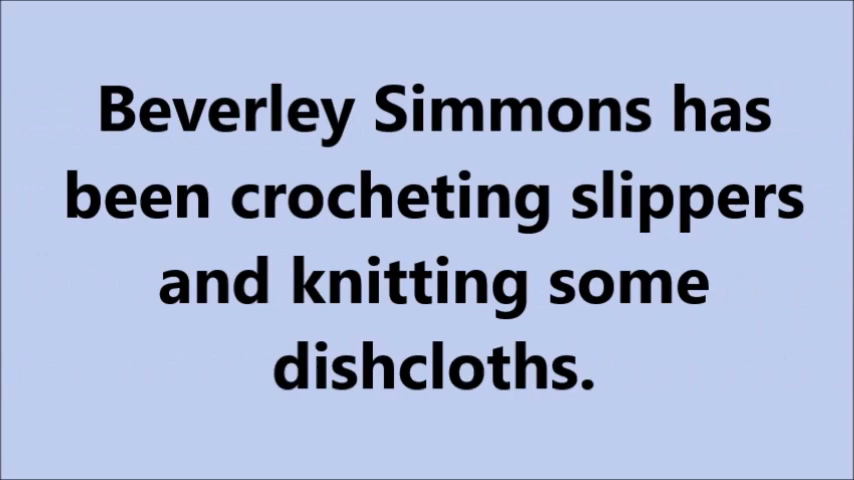 Beverley Simmons has
been crocheting slippers
and knitting some
dishcloths.